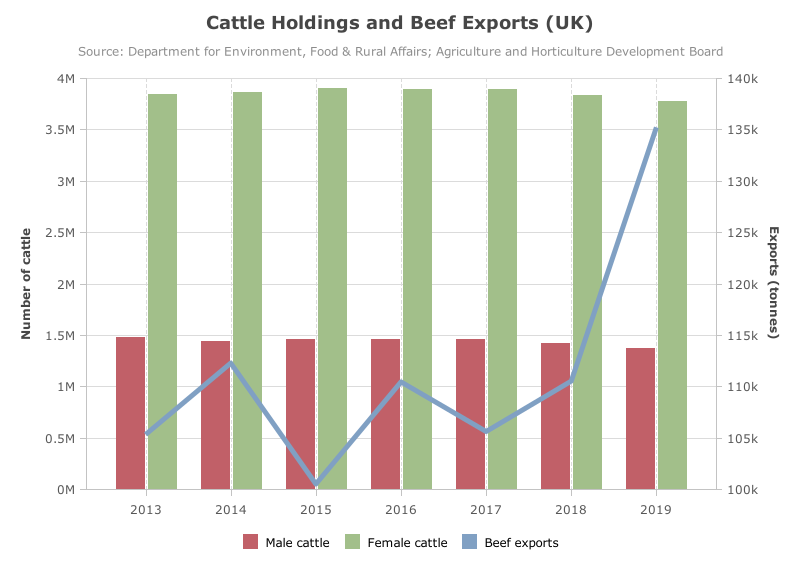 Cattle Holdings and Beef Exports (UK)
Source: Department for Environment, Food & Rural Affairs; Agriculture and Horticulture Development Board
4M
3.5M
3M
2.5M
2M
1.5M
1M
0.5M
0M
Number of cattle
140k
135k
130k
125k
120k
115k
110k
105k
100k
Exports (tonnes)
2013 2014 2015 2016 2017 2018 2019
Male cattle Female cattle Beef exports